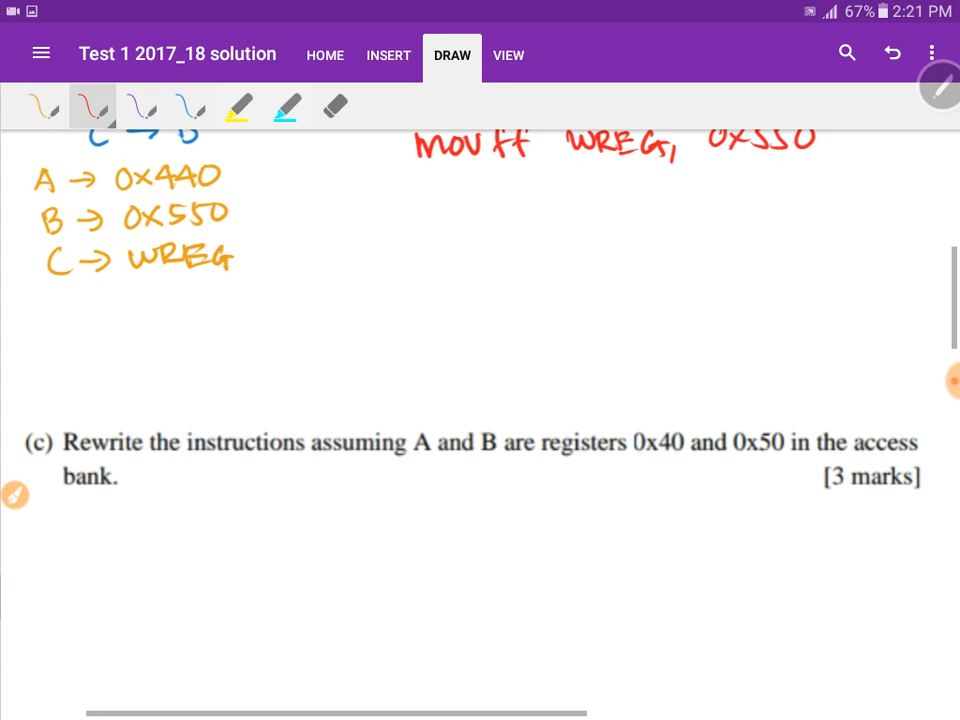 67% 2:21 PM
Test 1 2017_18 solution HOME INSERT DRAW VIEW
C → B
movff WREG, 0x550
A → 0x440
B → 0x550
C → WREG
(c) Rewrite the instructions assuming A and B are registers 0x40 and 0x50 in the access
bank. [3 marks]